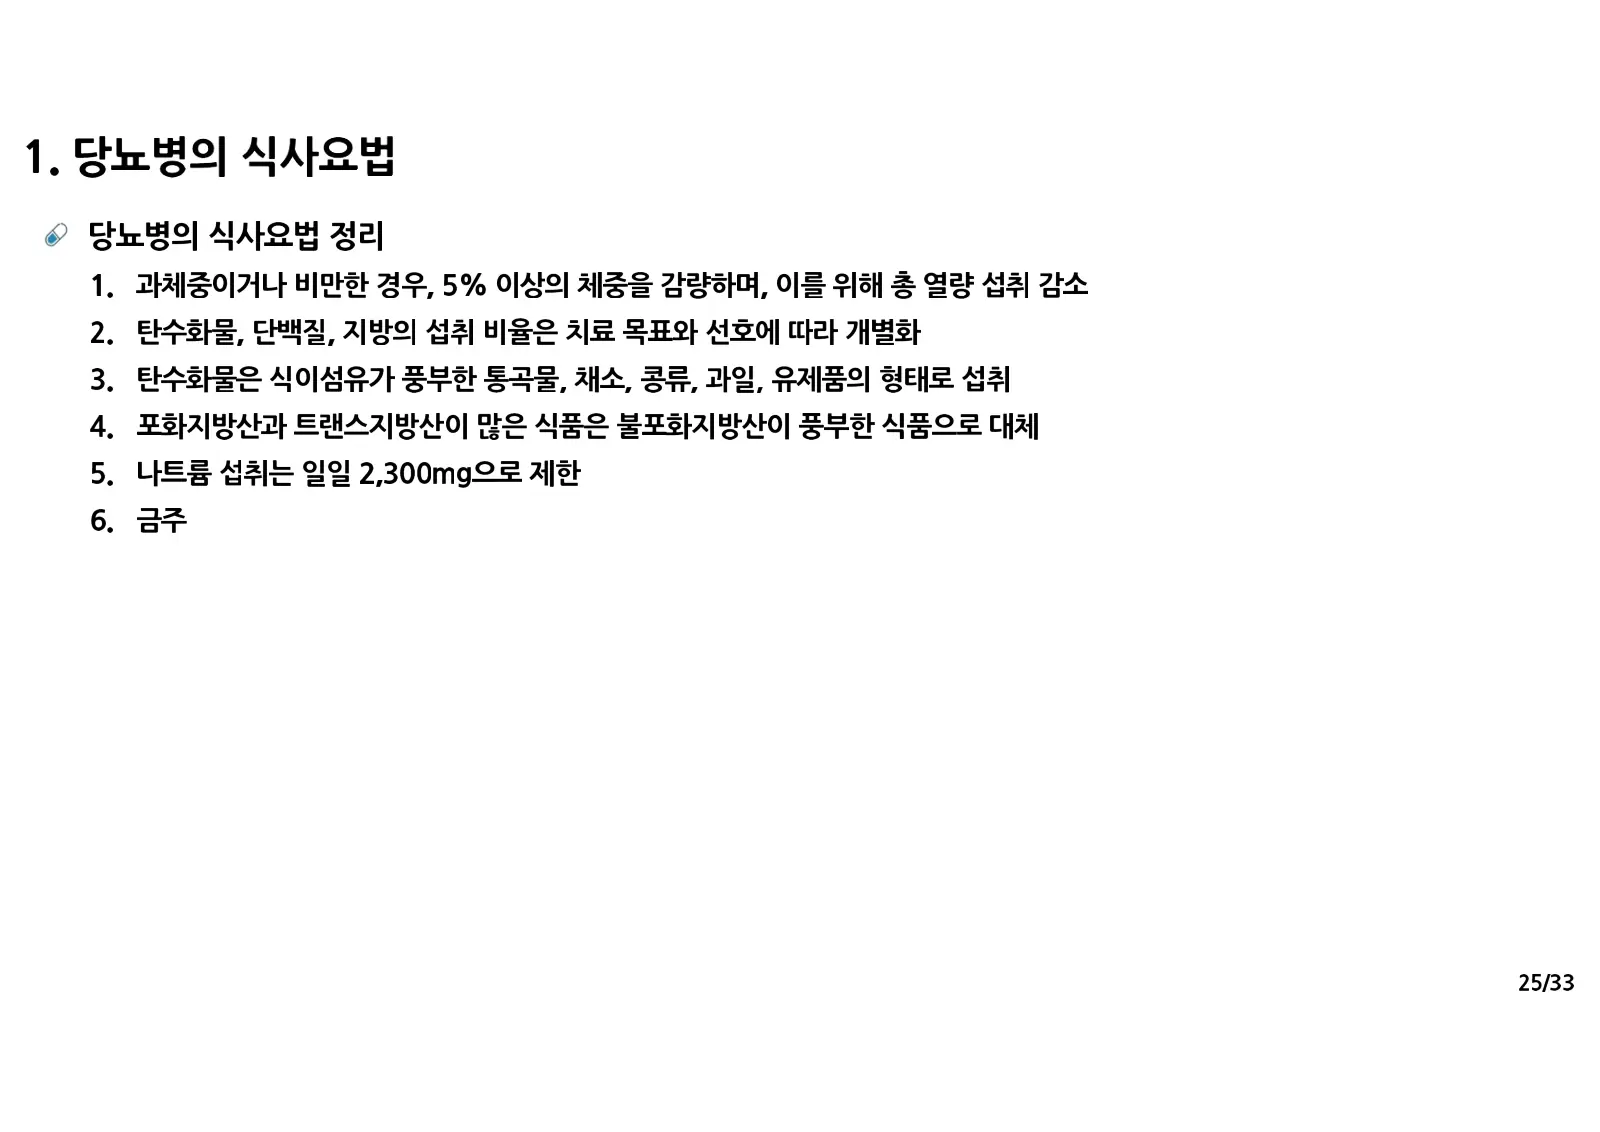 1. 당뇨병의 식사요법
당뇨병의 식사요법 정리
1. 과체중이거나 비만한 경우, 5% 이상의 체중을 감량하며, 이를 위해 총 열량 섭취 감소
2. 탄수화물, 단백질, 지방의 섭취 비율은 치료 목표와 선호에 따라 개별화
3. 탄수화물은 식이섬유가 풍부한 통곡물, 채소, 콩류, 과일, 유제품의 형태로 섭취
4. 포화지방산과 트랜스지방산이 많은 식품은 불포화지방산이 풍부한 식품으로 대체
5. 나트륨 섭취는 일일 2,300mg으로 제한
6. 금주
25/33